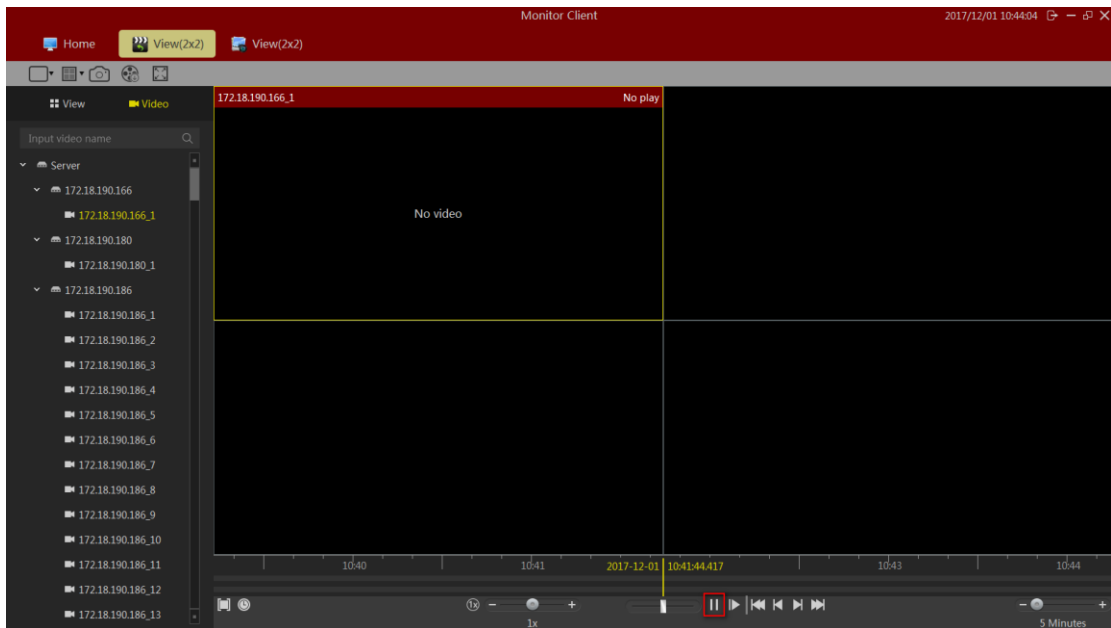 Monitor Client
2017/12/01 10:44:04
Home
View(2x2)
View(2x2)
View
Video
Input video name
Server
172.18.190.166
172.18.190.166_1
172.18.190.180
172.18.190.180_1
172.18.190.186
172.18.190.186_1
172.18.190.186_2
172.18.190.186_3
172.18.190.186_4
172.18.190.186_5
172.18.190.186_6
172.18.190.186_7
172.18.190.186_8
172.18.190.186_9
172.18.190.186_10
172.18.190.186_11
172.18.190.186_12
172.18.190.186_13
172.18.190.166_1 No play
No video
10:40 10:41 2017-12-01 10:41:44.417 10:43 10:44
1x
1x
5 Minutes